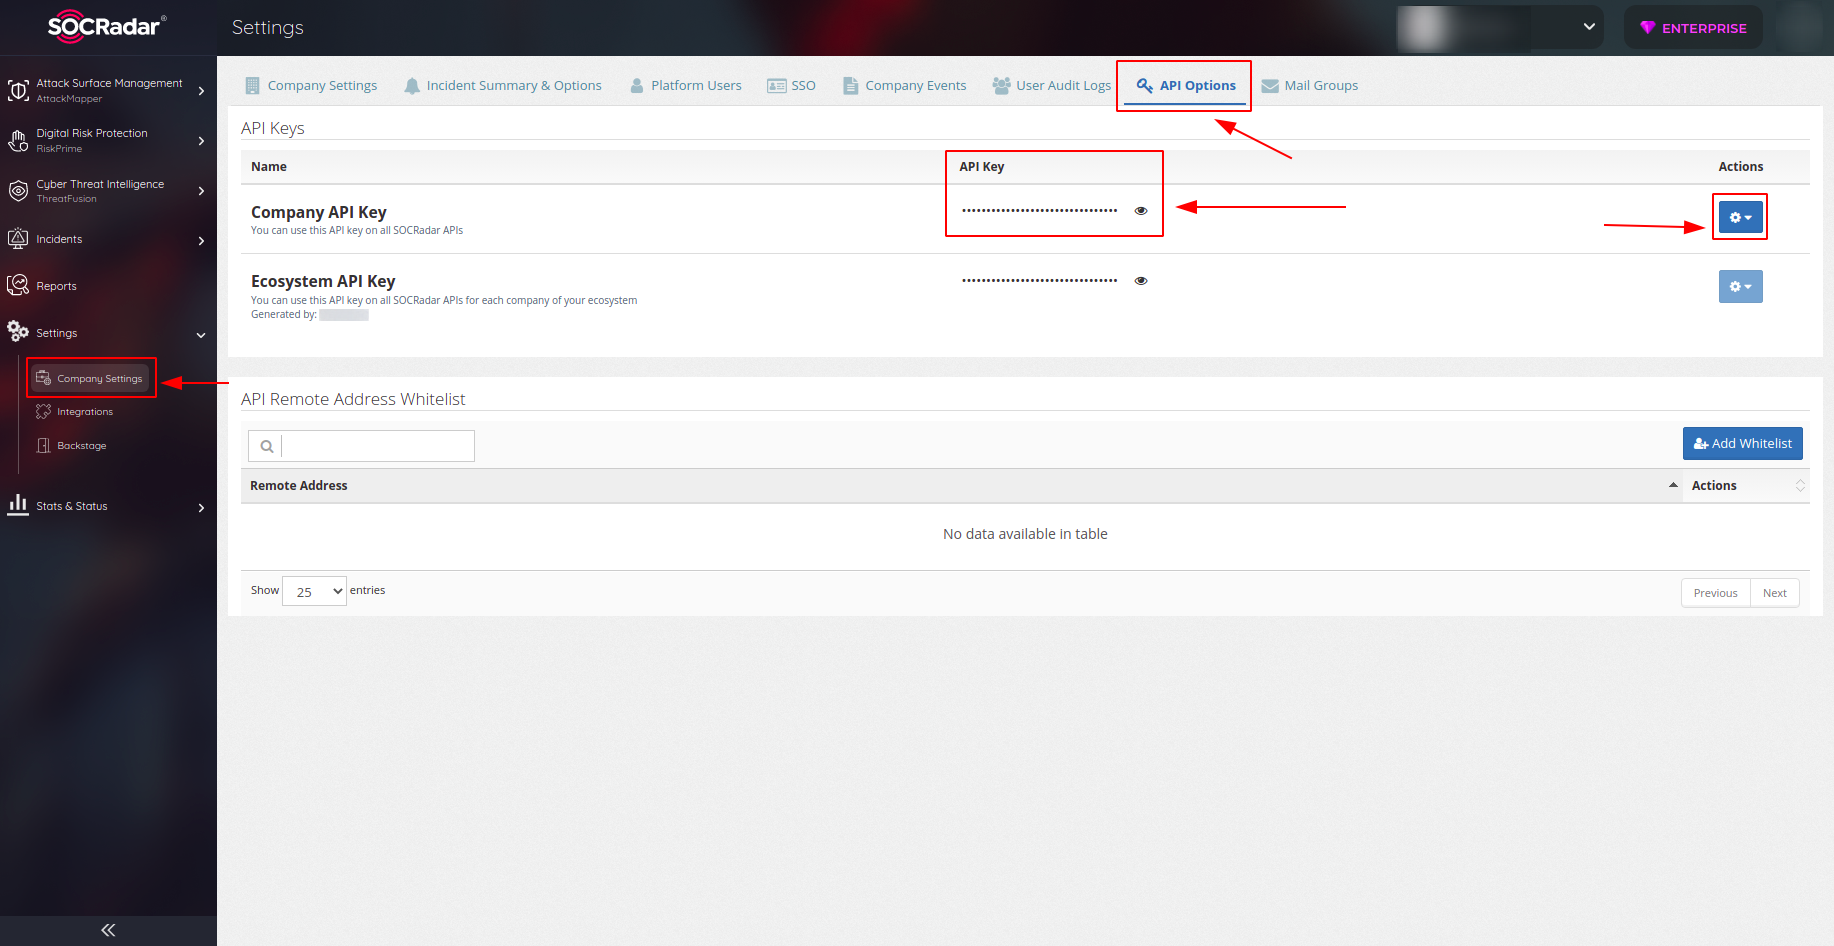 SOCRadar®
Settings
ENTERPRISE
Attack Surface Management
AttackMapper
Digital Risk Protection
RiskPrime
Cyber Threat Intelligence
ThreatFusion
Incidents
Reports
Settings
Company Settings
Integrations
Backstage
Stats & Status
Company Settings Incident Summary & Options Platform Users SSO Company Events User Audit Logs API Options Mail Groups
API Keys
Name API Key Actions
Company API Key
You can use this API key on all SOCRadar APIs
Ecosystem API Key
You can use this API key on all SOCRadar APIs for each company of your ecosystem
Generated by:
API Remote Address Whitelist
Add Whitelist
Remote Address Actions
No data available in table
Show 25 entries
Previous Next